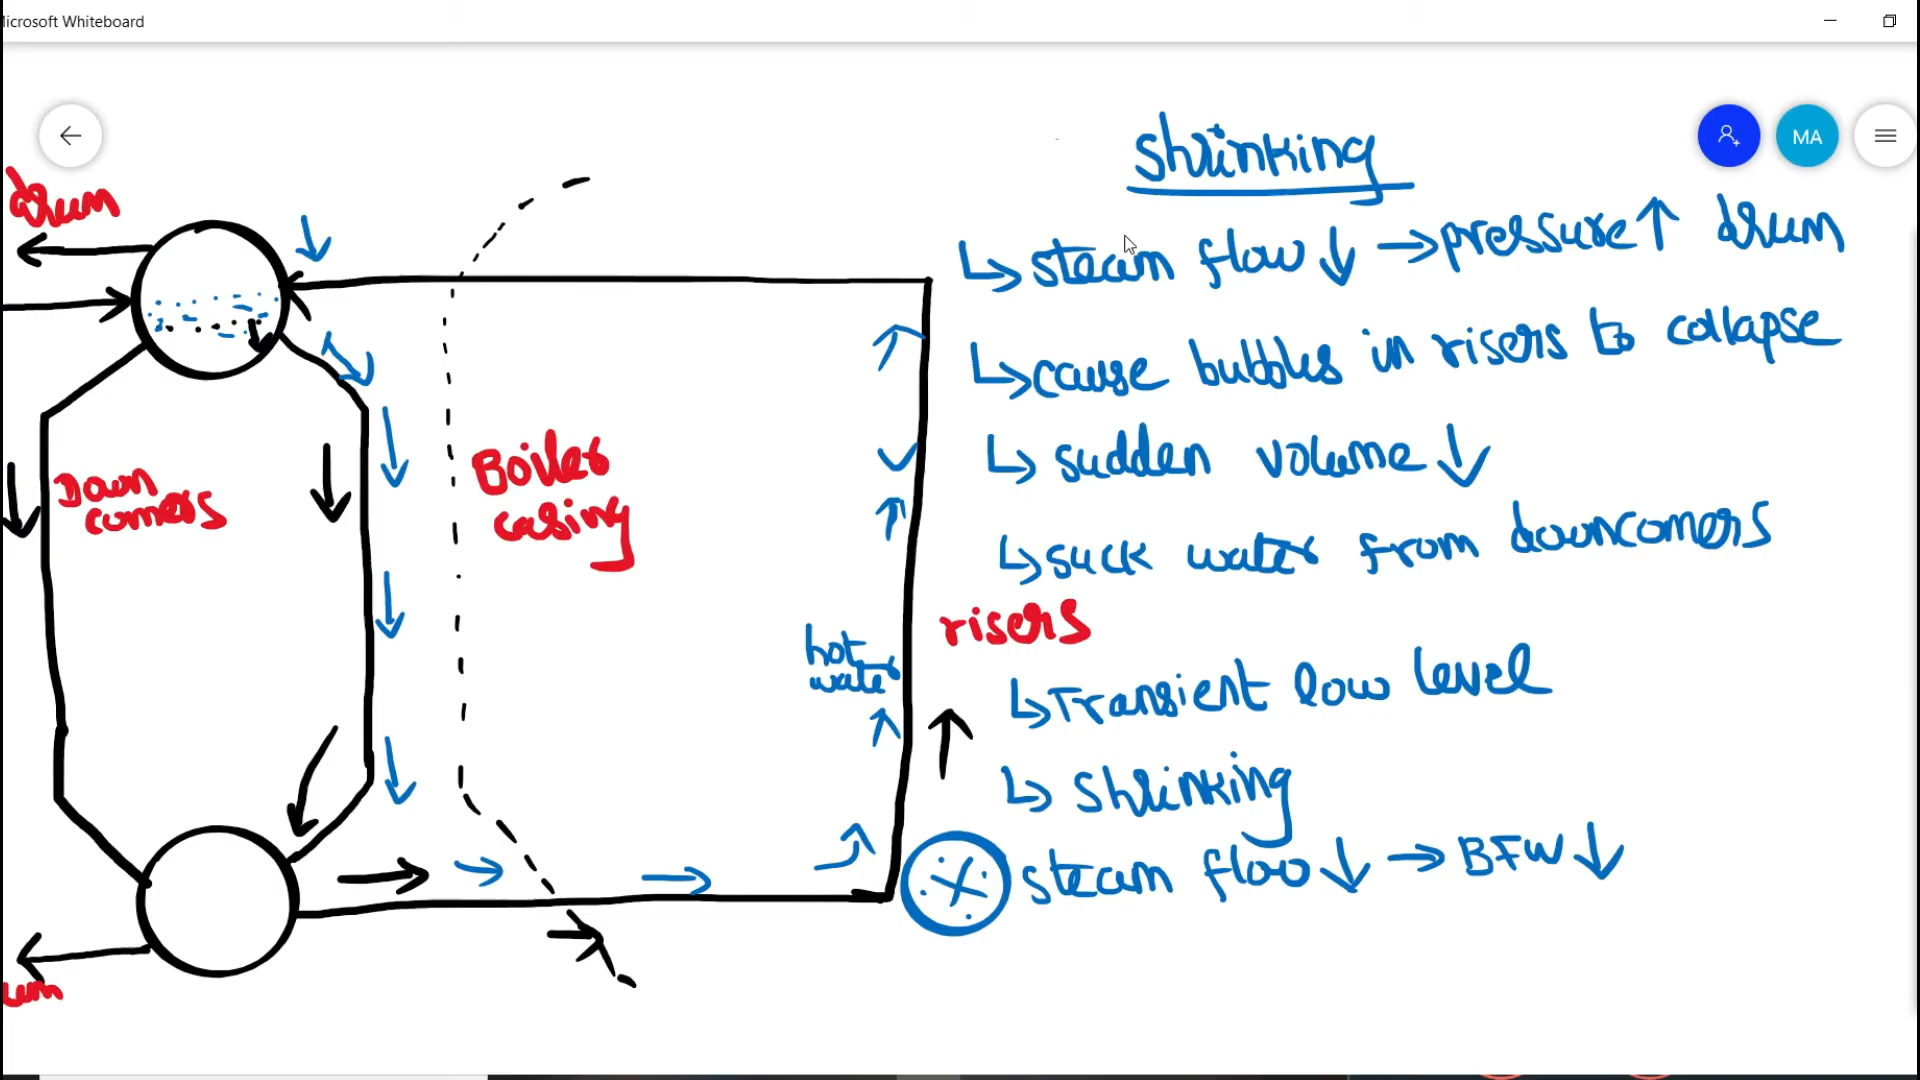 Microsoft Whiteboard
MA
shrinking
↳ steam flow ↓ → pressure ↑ drum
↳ cause bubbles in risers to collapse
↳ sudden volume ↓
↳ suck water from downcomers
risers
↳ Transient low level
↳ shrinking
steam flow ↓ → BFW ↓
drum
Down
comers
Boiler
casing
hot
water